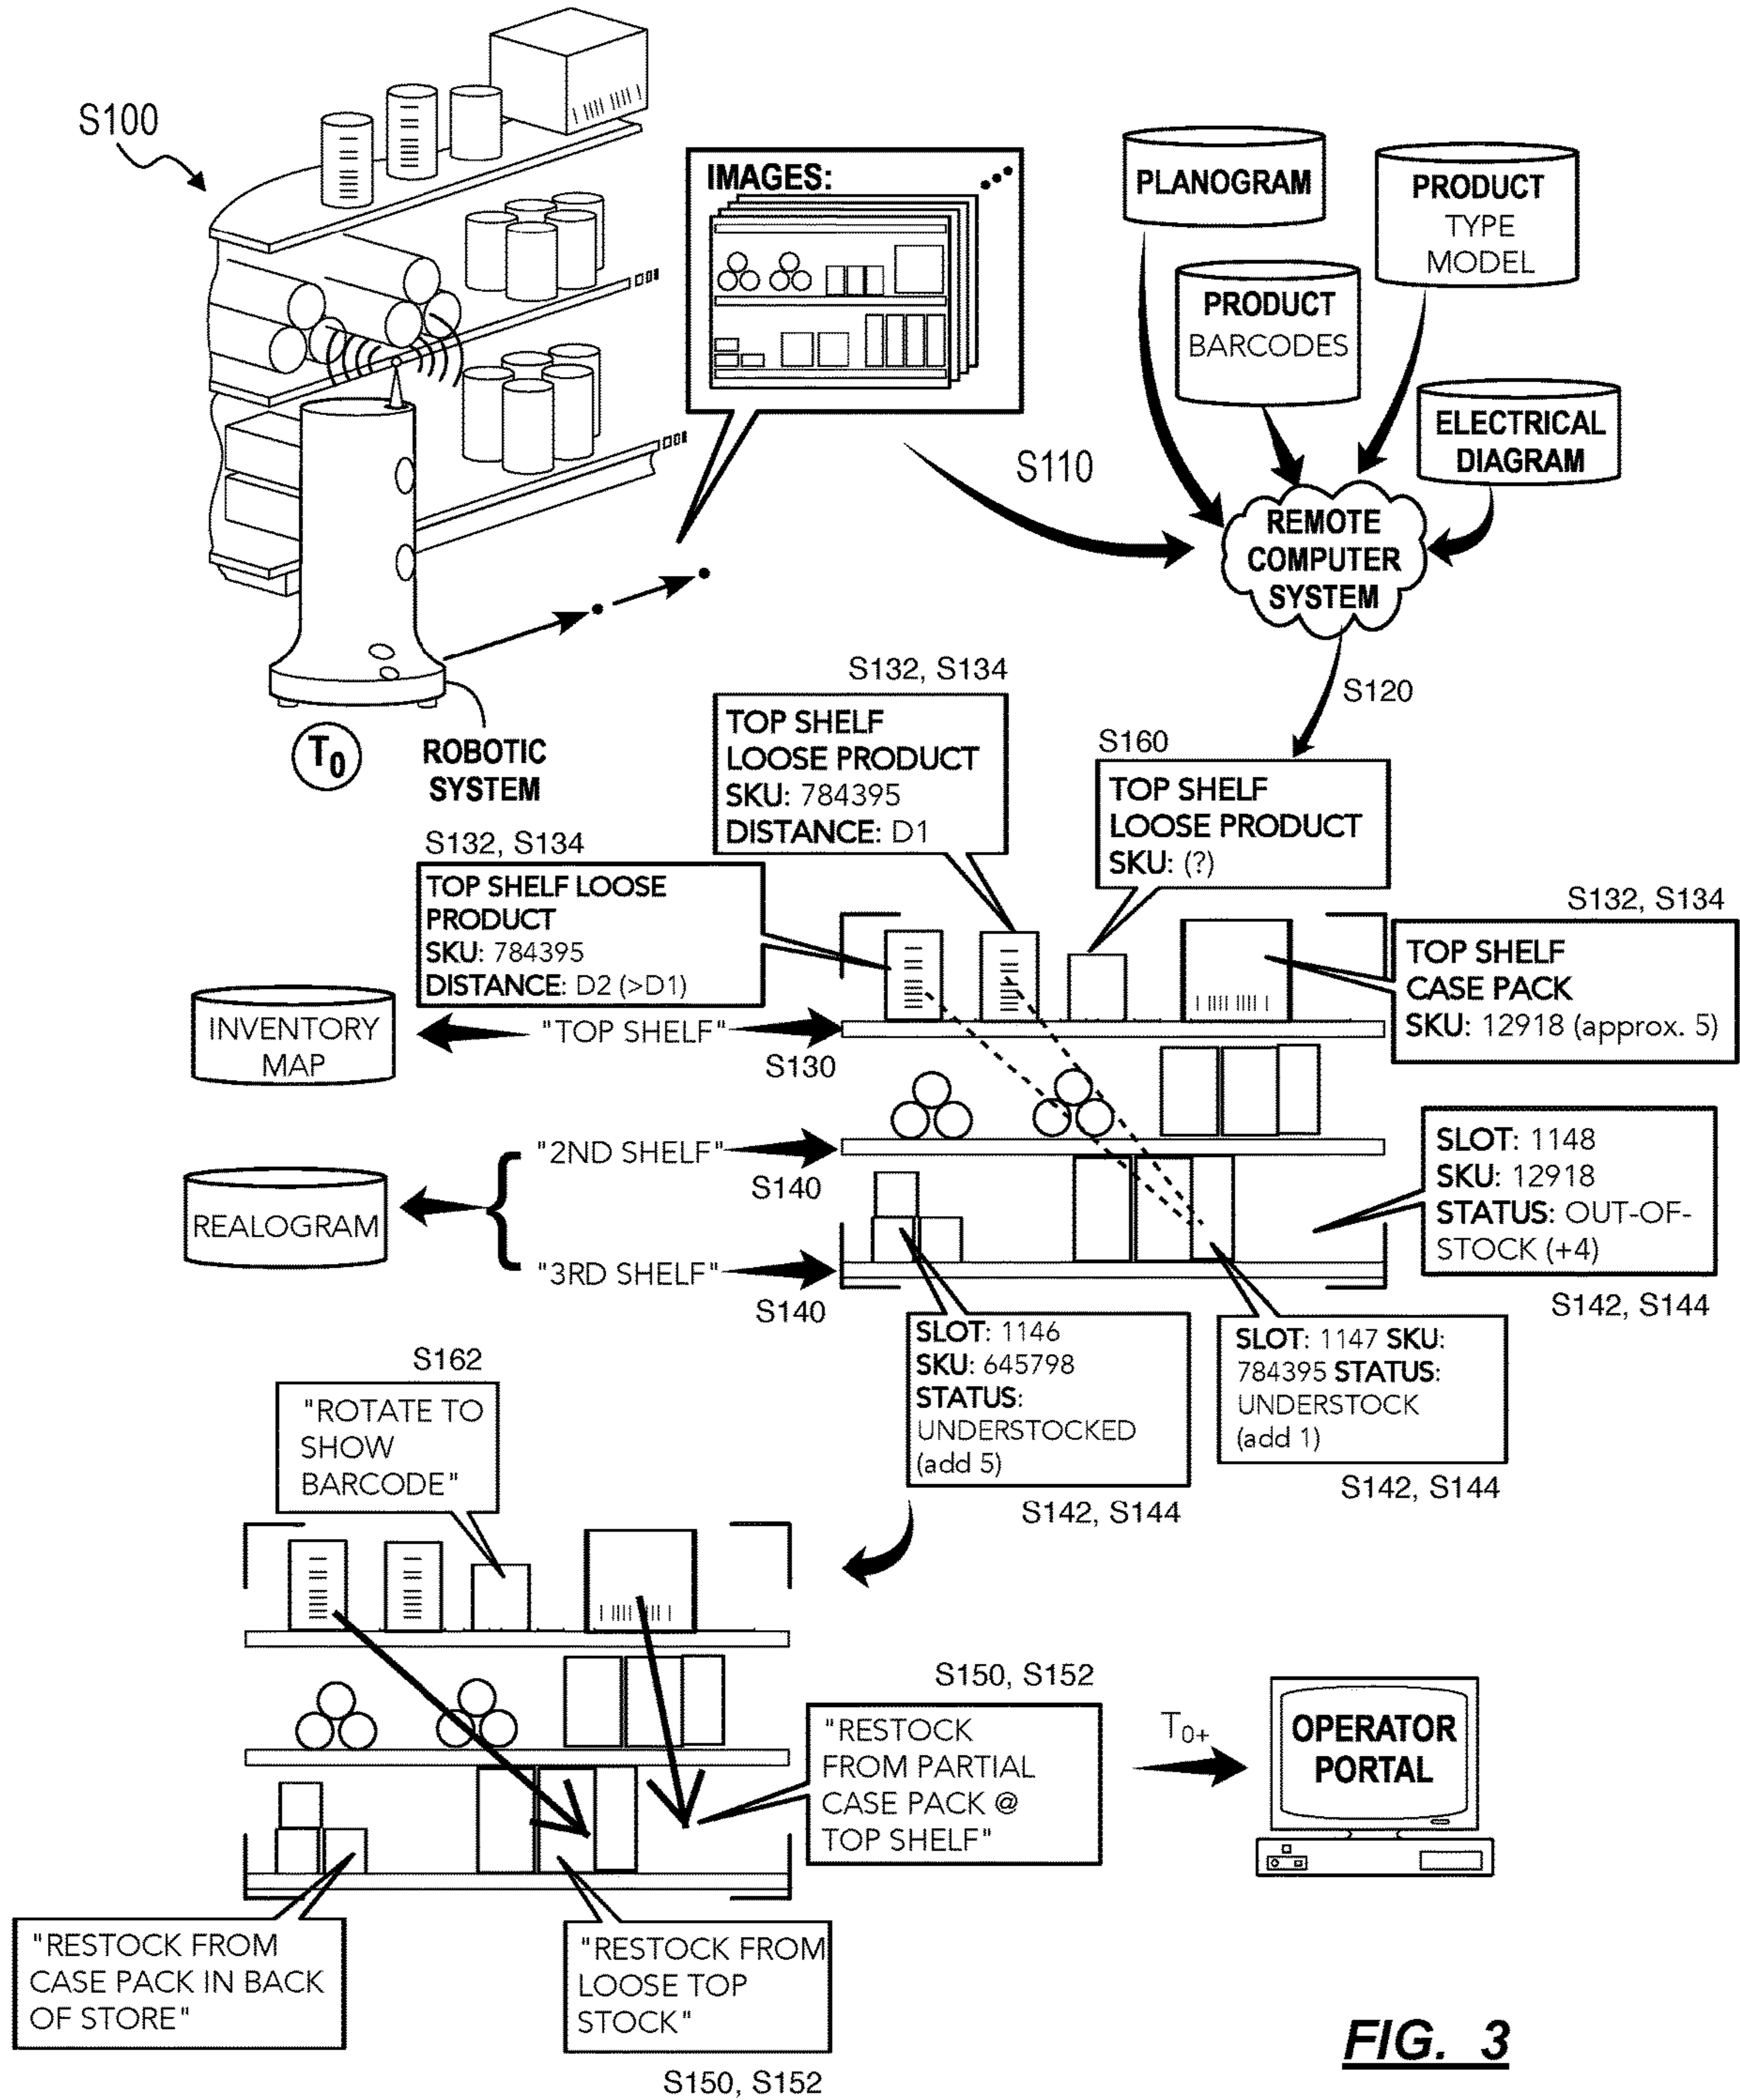 S100
IMAGES:
PLANOGRAM
PRODUCT
TYPE
MODEL
PRODUCT
BARCODES
ELECTRICAL
DIAGRAM
S110
REMOTE
COMPUTER
SYSTEM
S120
T0
ROBOTIC
SYSTEM
S132, S134
TOP SHELF
LOOSE PRODUCT
SKU: 784395
DISTANCE: D1
S160
TOP SHELF
LOOSE PRODUCT
SKU: (?)
S132, S134
TOP SHELF LOOSE
PRODUCT
SKU: 784395
DISTANCE: D2 (>D1)
S132, S134
TOP SHELF
CASE PACK
SKU: 12918 (approx. 5)
INVENTORY
MAP
"TOP SHELF"
S130
"2ND SHELF"
S140
REALOGRAM
"3RD SHELF"
S140
SLOT: 1148
SKU: 12918
STATUS: OUT-OF-
STOCK (+4)
S142, S144
SLOT: 1146
SKU: 645798
STATUS:
UNDERSTOCKED
(add 5)
S142, S144
SLOT: 1147 SKU:
784395 STATUS:
UNDERSTOCK
(add 1)
S142, S144
S162
"ROTATE TO
SHOW
BARCODE"
S150, S152
"RESTOCK
FROM PARTIAL
CASE PACK @
TOP SHELF"
T0+
OPERATOR
PORTAL
"RESTOCK FROM
CASE PACK IN BACK
OF STORE"
"RESTOCK FROM
LOOSE TOP
STOCK"
S150, S152
FIG. 3